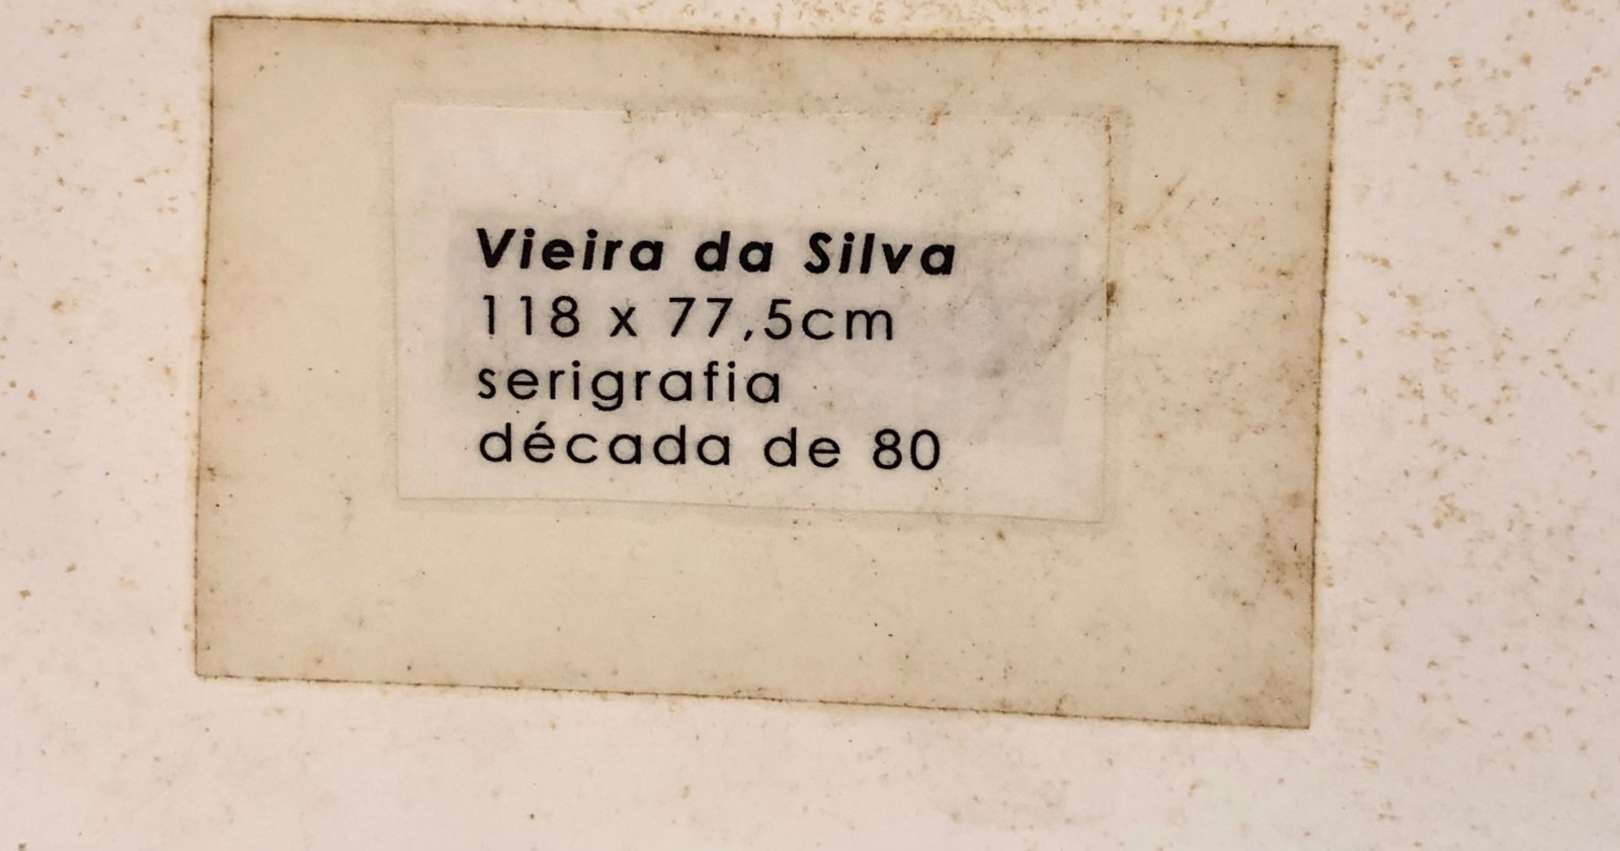 Vieira da Silva
118 x 77,5cm
serigrafia
década de 80